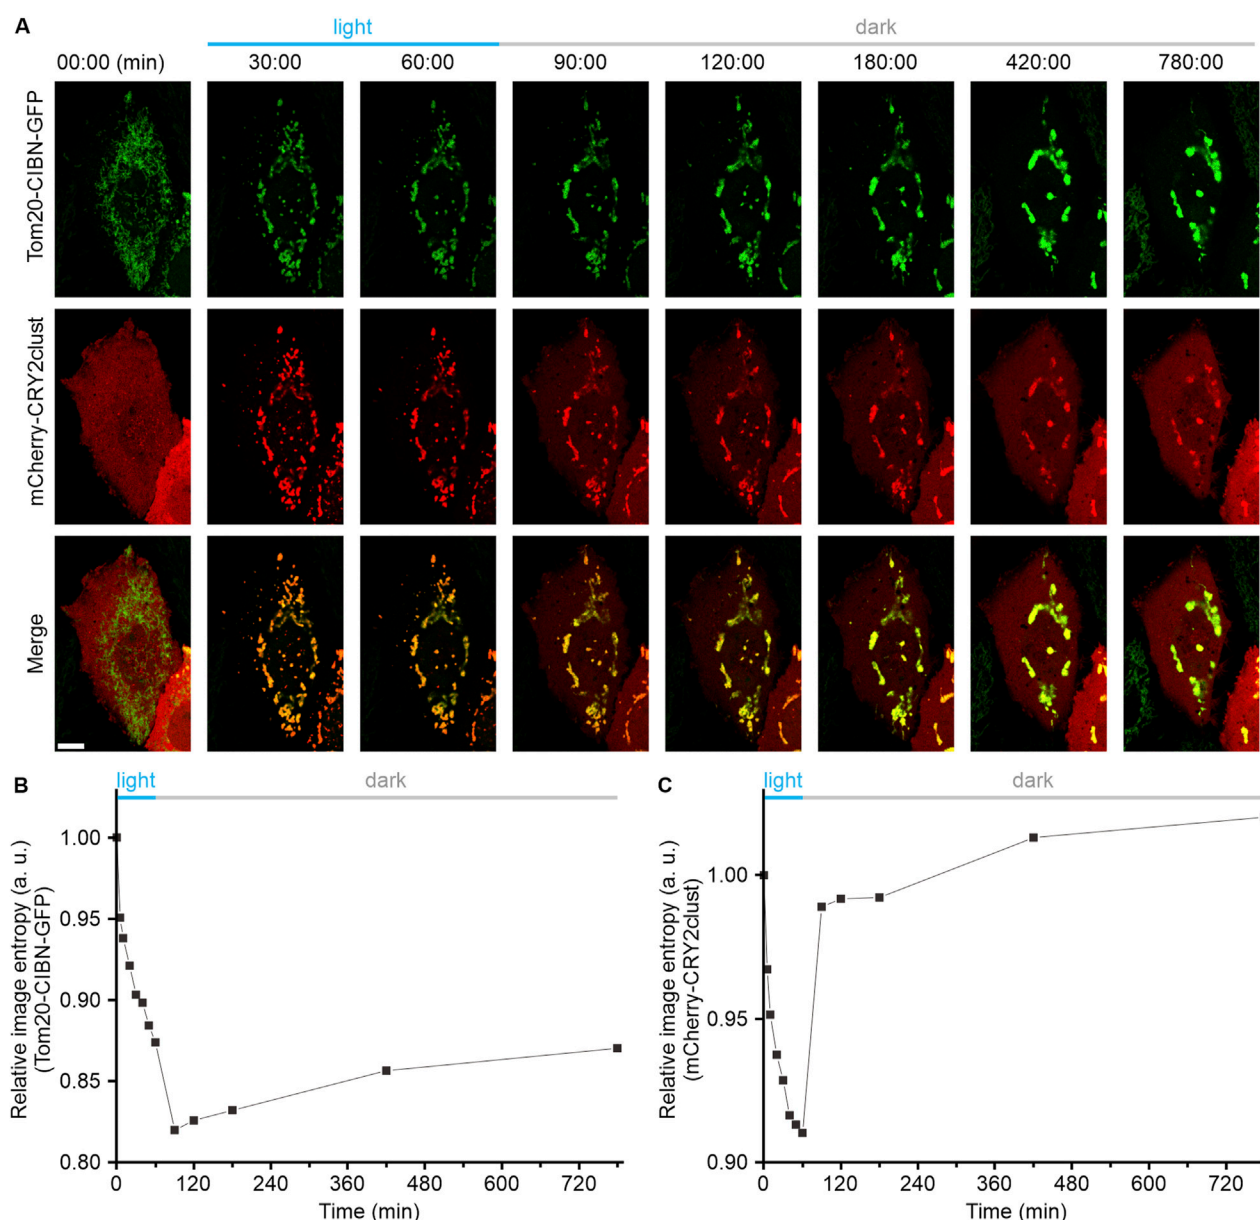 A
light
dark
00:00 (min)
30:00
60:00
90:00
120:00
180:00
420:00
780:00
Tom20-CIBN-GFP
mCherry-CRY2clust
Merge
B
light
dark
Relative image entropy (a. u.)
(Tom20-CIBN-GFP)
1.00
0.95
0.90
0.85
0.80
0
120
240
360
480
600
720
Time (min)
C
light
dark
Relative image entropy (a. u.)
(mCherry-CRY2clust)
1.00
0.95
0.90
0
120
240
360
480
600
720
Time (min)